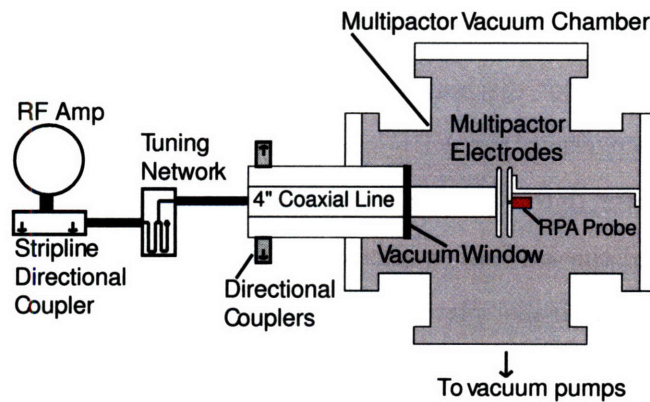 Multipactor Vacuum Chamber
RF Amp
Tuning
Network
Multipactor
Electrodes
4" Coaxial Line
RPA Probe
Stripline
Directional
Coupler
Vacuum Window
Directional
Couplers
To vacuum pumps